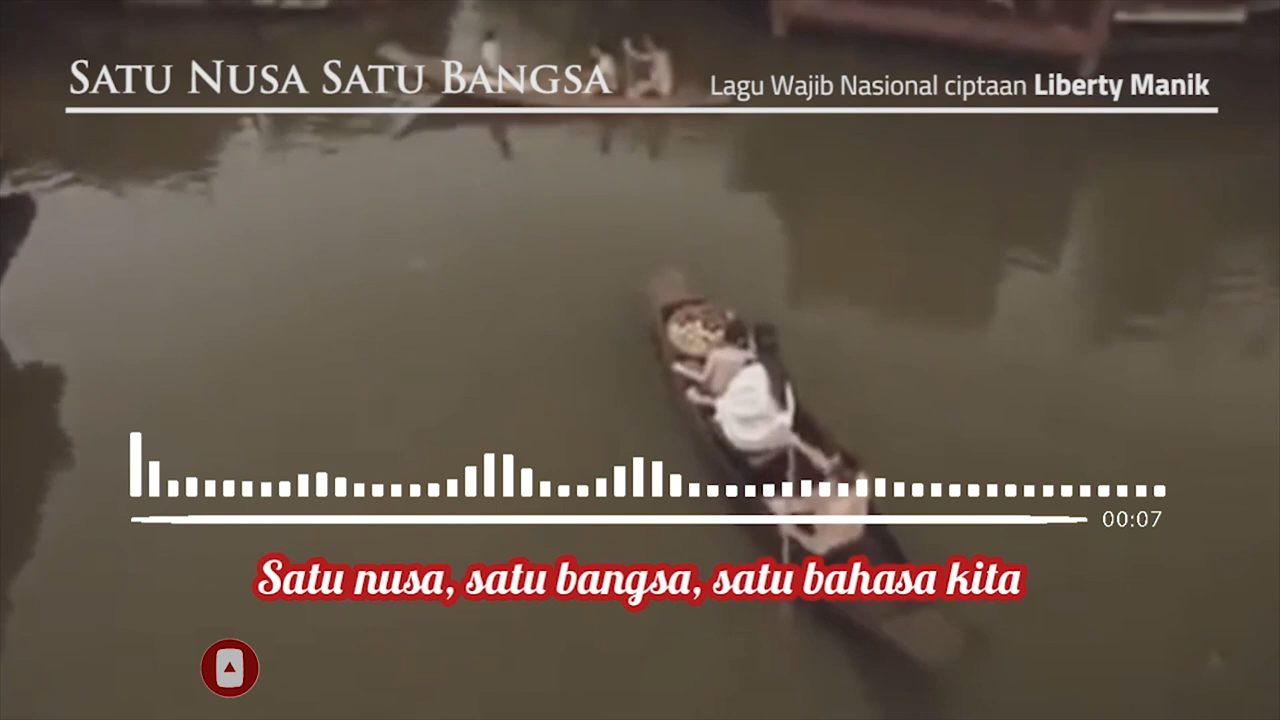 SATU NUSA SATU BANGSA
Lagu Wajib Nasional ciptaan Liberty Manik
00:07
Satu nusa, satu bangsa, satu bahasa kita